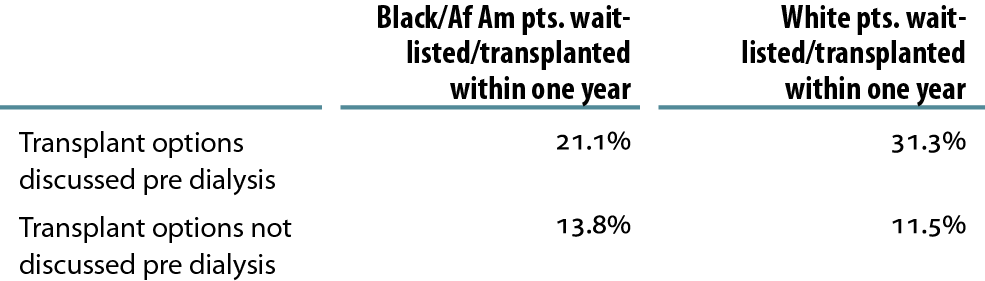 Black/Af Am pts. wait-
listed/transplanted
within one year
White pts. wait-
listed/transplanted
within one year
Transplant options
discussed pre dialysis
21.1%
31.3%
Transplant options not
discussed pre dialysis
13.8%
11.5%